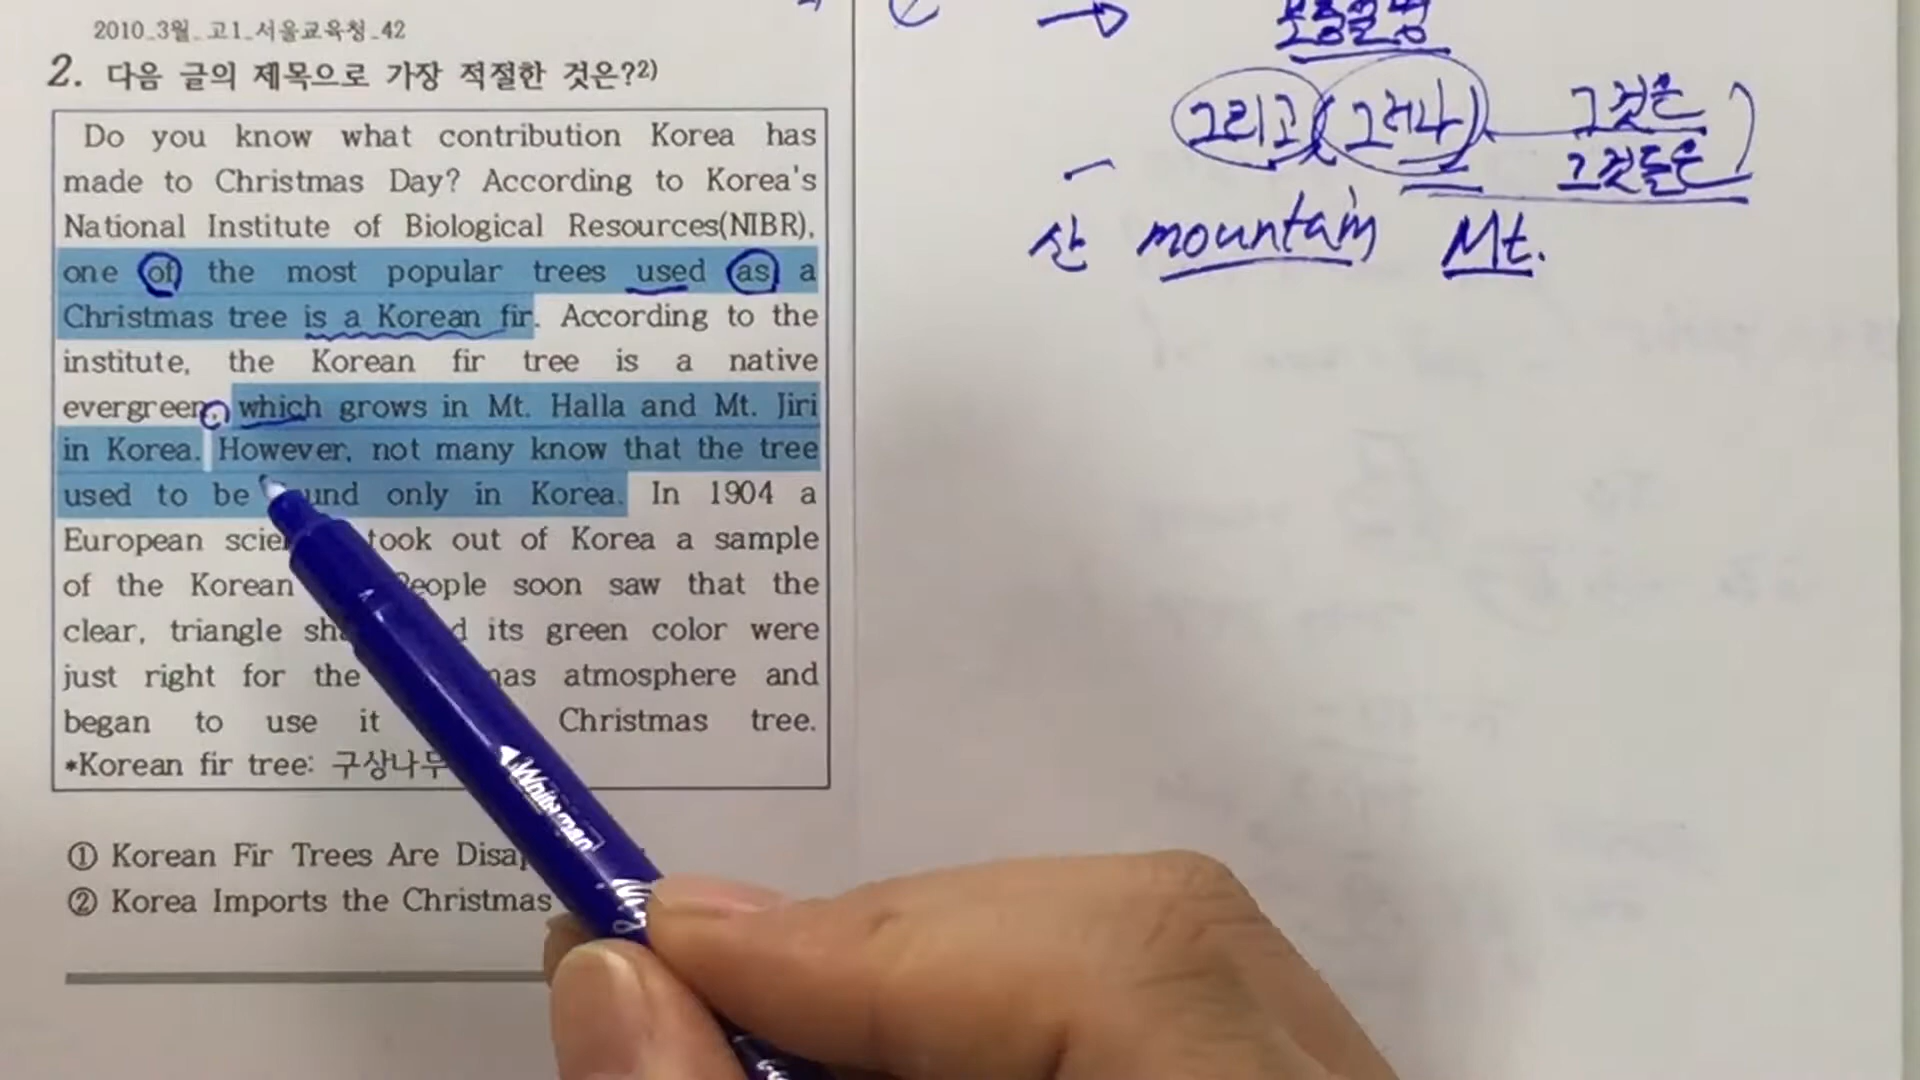 2010_3월_고1_서울교육청_42
2. 다음 글의 제목으로 가장 적절한 것은?2)
Do you know what contribution Korea has
made to Christmas Day? According to Korea's
National Institute of Biological Resources(NIBR),
one of the most popular trees used as a
Christmas tree is a Korean fir. According to the
institute, the Korean fir tree is a native
evergreen, which grows in Mt. Halla and Mt. Jiri
in Korea. However, not many know that the tree
used to be und only in Korea. In 1904 a
European scie took out of Korea a sample
of the Korean People soon saw that the
clear, triangle sh d its green color were
just right for the mas atmosphere and
began to use it Christmas tree.
*Korean fir tree: 구상나무
① Korean Fir Trees Are Disap
② Korea Imports the Christmas
그리고 (그러나) 그것은
그것들은
산 mountain Mt.
Whiteman